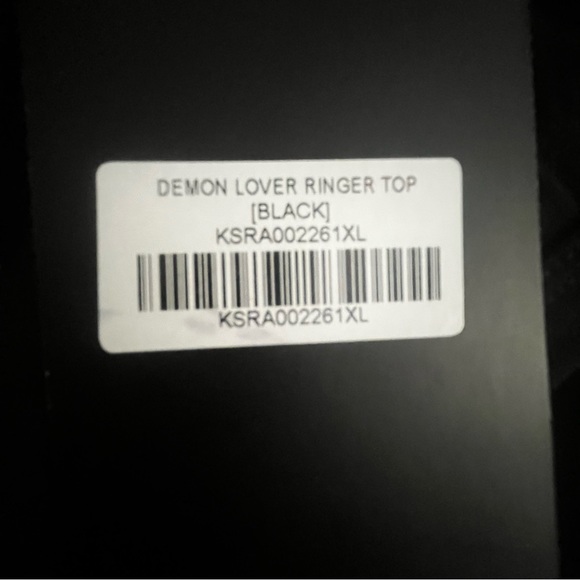 DEMON LOVER RINGER TOP
[BLACK]
KSRA002261XL
KSRA002261XL